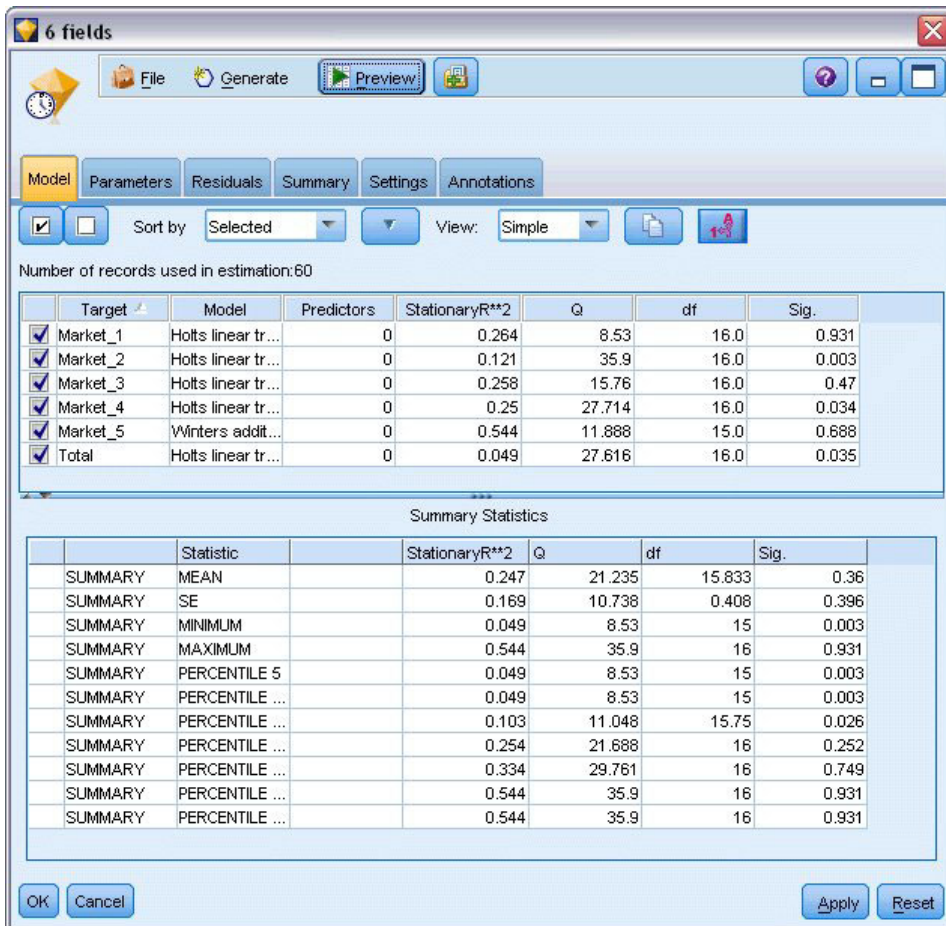 6 fields
File Generate Preview
Model Parameters Residuals Summary Settings Annotations
Sort by Selected View: Simple
Number of records used in estimation:60
Target Model Predictors StationaryR**2 Q df Sig.
Market_1 Holts linear tr... 0 0.264 8.53 16.0 0.931
Market_2 Holts linear tr... 0 0.121 35.9 16.0 0.003
Market_3 Holts linear tr... 0 0.258 15.76 16.0 0.47
Market_4 Holts linear tr... 0 0.25 27.714 16.0 0.034
Market_5 Winters addit... 0 0.544 11.888 15.0 0.688
Total Holts linear tr... 0 0.049 27.616 16.0 0.035
Summary Statistics
Statistic StationaryR**2 Q df Sig.
SUMMARY MEAN 0.247 21.235 15.833 0.36
SUMMARY SE 0.169 10.738 0.408 0.396
SUMMARY MINIMUM 0.049 8.53 15 0.003
SUMMARY MAXIMUM 0.544 35.9 16 0.931
SUMMARY PERCENTILE 5 0.049 8.53 15 0.003
SUMMARY PERCENTILE ... 0.049 8.53 15 0.003
SUMMARY PERCENTILE ... 0.103 11.048 15.75 0.026
SUMMARY PERCENTILE ... 0.254 21.688 16 0.252
SUMMARY PERCENTILE ... 0.334 29.761 16 0.749
SUMMARY PERCENTILE ... 0.544 35.9 16 0.931
SUMMARY PERCENTILE ... 0.544 35.9 16 0.931
OK Cancel Apply Reset